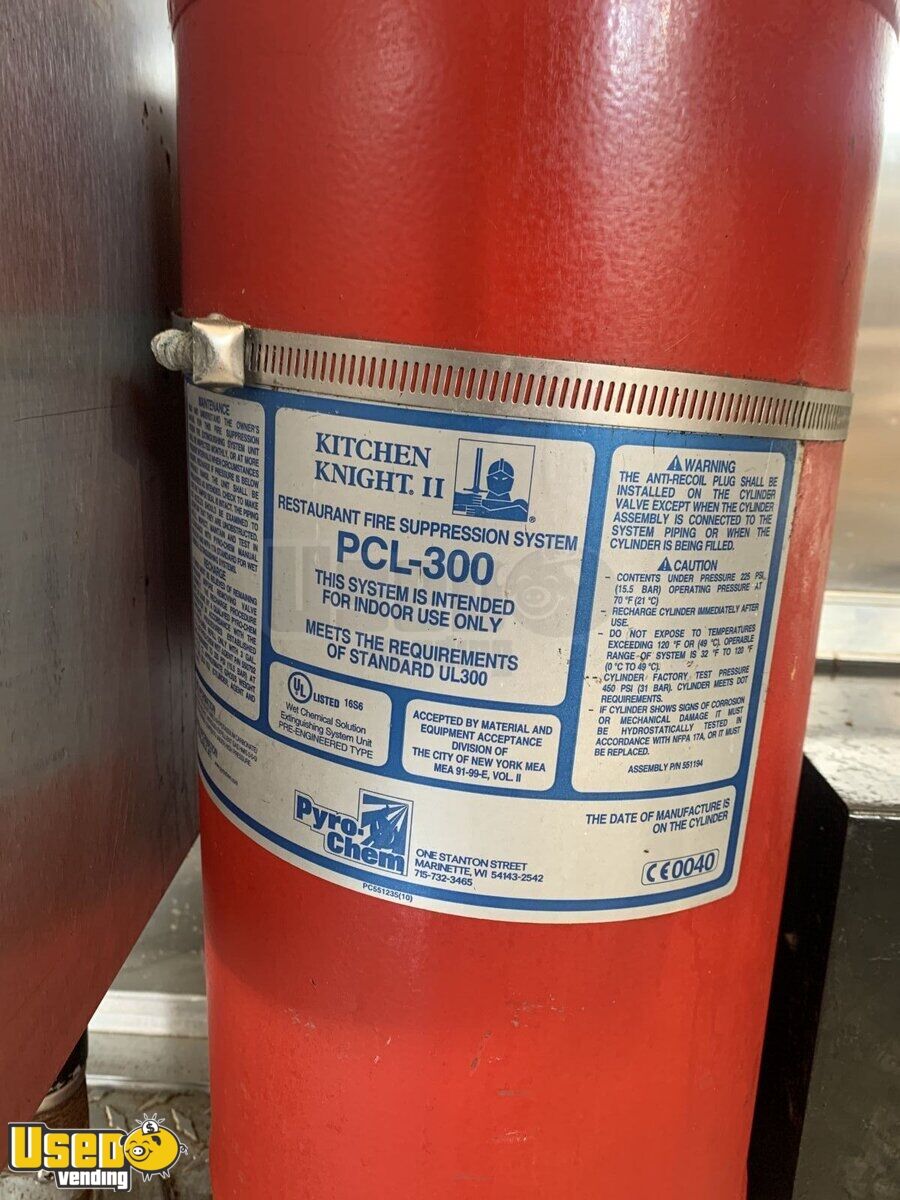 MAINTENANCE
KITCHEN
KNIGHT® II
RESTAURANT FIRE SUPPRESSION SYSTEM
PCL-300
THIS SYSTEM IS INTENDED
FOR INDOOR USE ONLY
MEETS THE REQUIREMENTS
OF STANDARD UL300
UL LISTED 16S6
Wet Chemical Solution
Extinguishing System Unit
PRE-ENGINEERED TYPE
ACCEPTED BY MATERIAL AND
EQUIPMENT ACCEPTANCE
DIVISION OF
THE CITY OF NEW YORK MEA
MEA 91-99-E, VOL. II
WARNING
THE ANTI-RECOIL PLUG SHALL BE
INSTALLED ON THE CYLINDER
VALVE EXCEPT WHEN THE CYLINDER
ASSEMBLY IS CONNECTED TO THE
SYSTEM PIPING OR WHEN THE
CYLINDER IS BEING FILLED.
CAUTION
- CONTENTS UNDER PRESSURE 225 PSI,
(15.5 BAR) OPERATING PRESSURE AT
70 °F (21 °C)
- RECHARGE CYLINDER IMMEDIATELY AFTER
USE.
- DO NOT EXPOSE TO TEMPERATURES
EXCEEDING 120 °F OR (49 °C). OPERABLE
RANGE OF SYSTEM IS 32 °F TO 120 °F
(0 °C TO 49 °C).
- CYLINDER FACTORY TEST PRESSURE
450 PSI (31 BAR). CYLINDER MEETS DOT
REQUIREMENTS.
- IF CYLINDER SHOWS SIGNS OF CORROSION
OR MECHANICAL DAMAGE IT MUST
BE HYDROSTATICALLY TESTED IN
ACCORDANCE WITH NFPA 17A, OR IT MUST
BE REPLACED.
ASSEMBLY P/N 551194
Pyro-
Chem
ONE STANTON STREET
MARINETTE, WI 54143-2542
715-732-3465
THE DATE OF MANUFACTURE IS
ON THE CYLINDER
CE0040
PC551235(10)
USED
vending